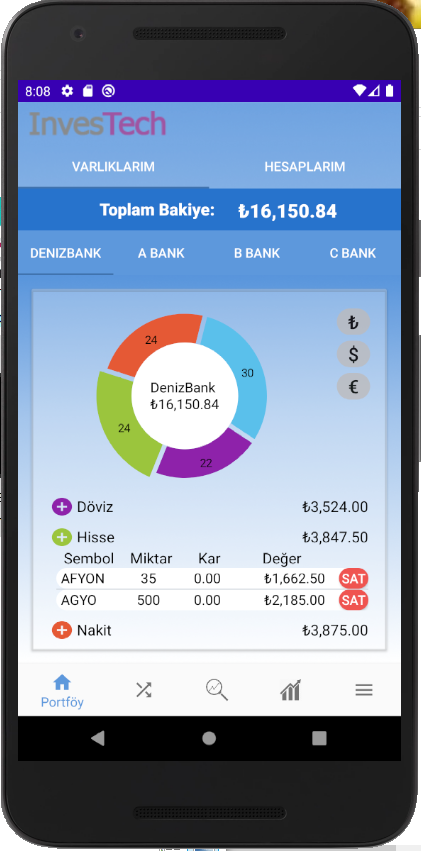 8:08
InvesTech
VARLIKLARIM HESAPLARIM
Toplam Bakiye: ₺16,150.84
DENIZBANK A BANK B BANK C BANK
₺
$
€
24
30
DenizBank
₺16,150.84
24
22
Döviz ₺3,524.00
Hisse ₺3,847.50
Sembol Miktar Kar Değer
AFYON 35 0.00 ₺1,662.50 SAT
AGYO 500 0.00 ₺2,185.00 SAT
Nakit ₺3,875.00
Portföy